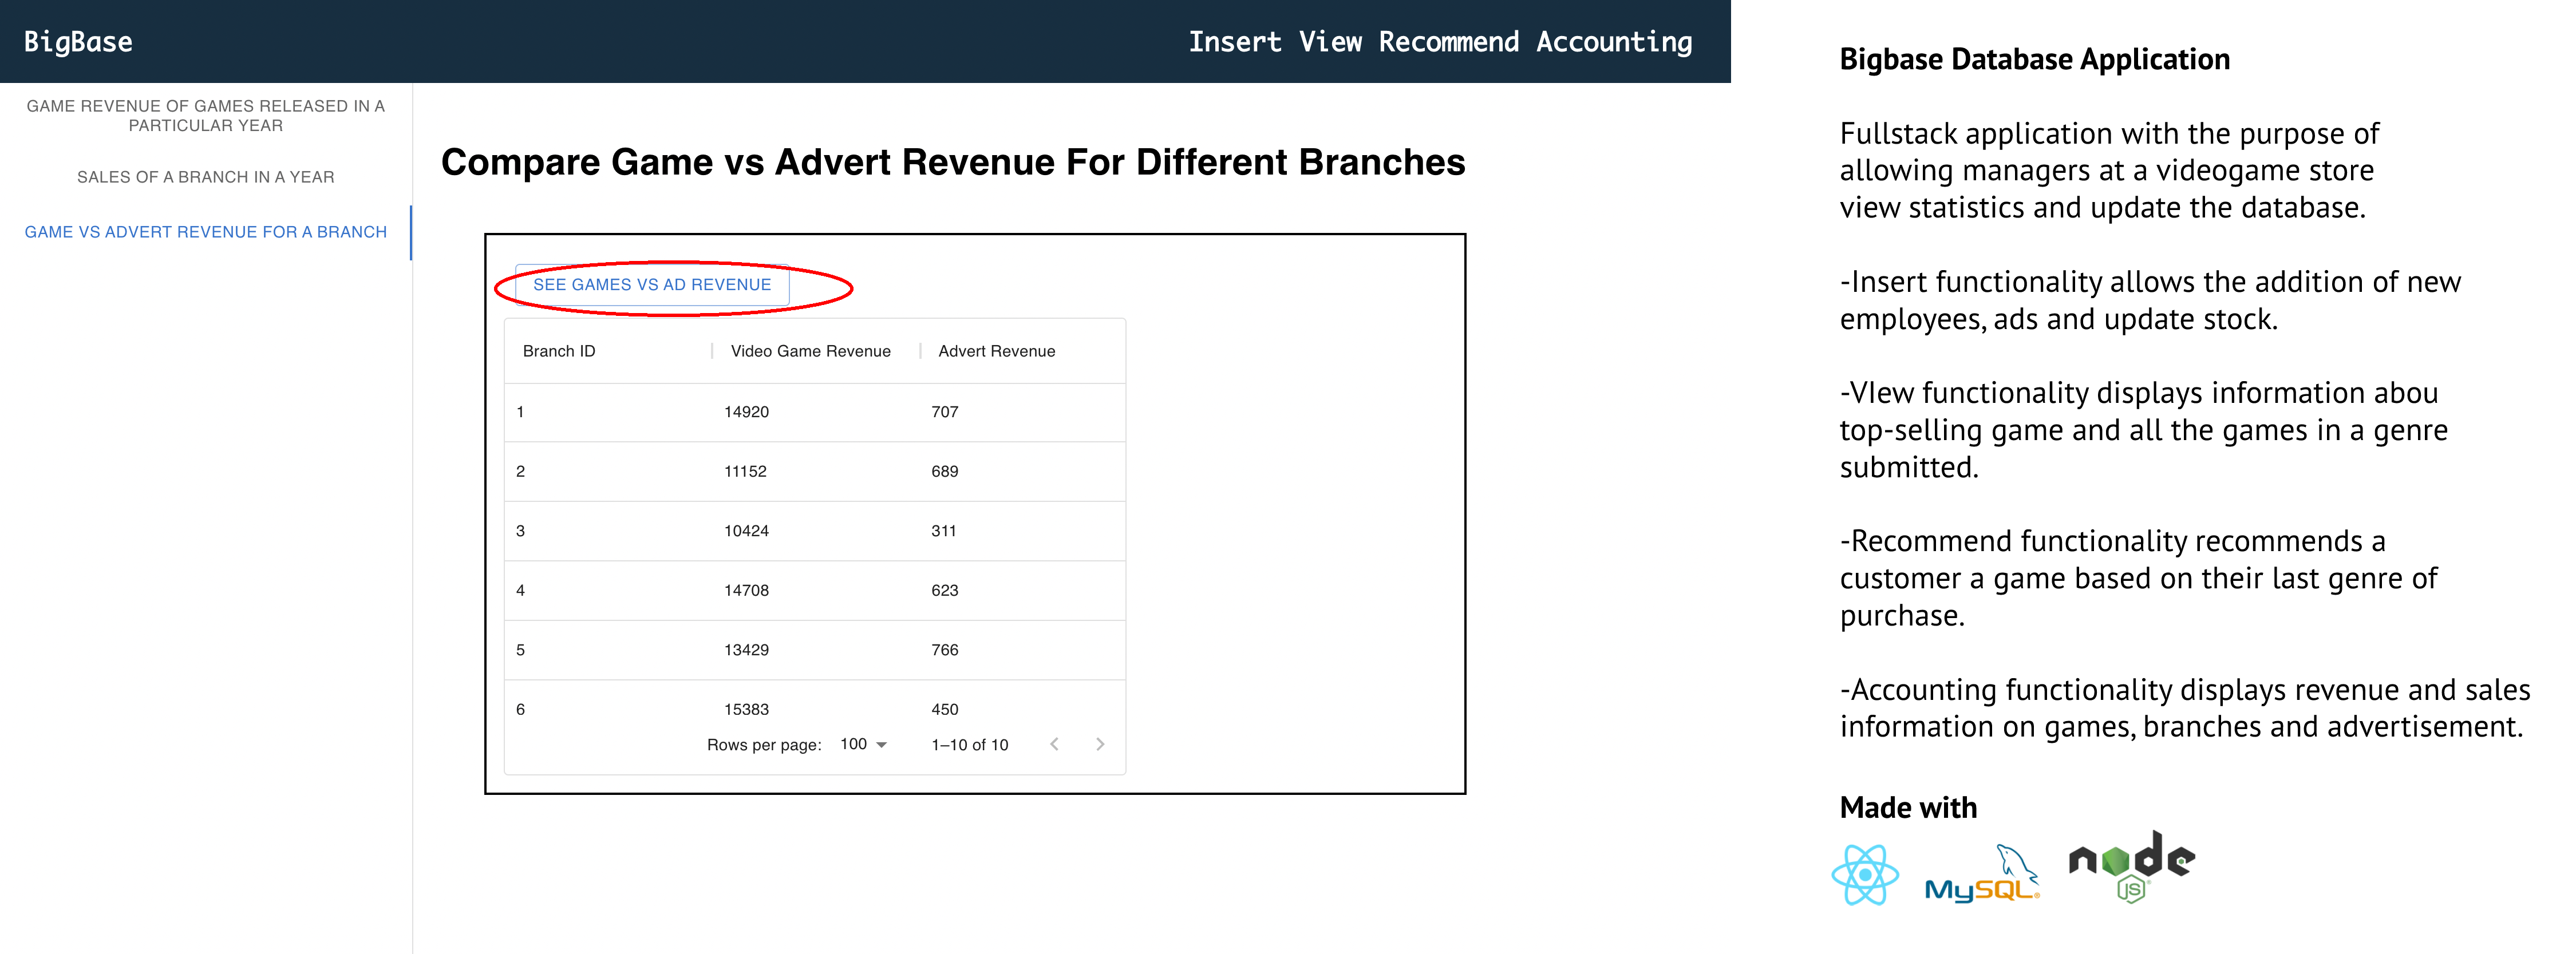 BigBase
Insert View Recommend Accounting
GAME REVENUE OF GAMES RELEASED IN A
PARTICULAR YEAR
SALES OF A BRANCH IN A YEAR
GAME VS ADVERT REVENUE FOR A BRANCH
Compare Game vs Advert Revenue For Different Branches
SEE GAMES VS AD REVENUE
Branch ID Video Game Revenue Advert Revenue
1 14920 707
2 11152 689
3 10424 311
4 14708 623
5 13429 766
6 15383 450
Rows per page: 100 1–10 of 10
Bigbase Database Application
Fullstack application with the purpose of
allowing managers at a videogame store
view statistics and update the database.
-Insert functionality allows the addition of new
employees, ads and update stock.
-VIew functionality displays information abou
top-selling game and all the games in a genre
submitted.
-Recommend functionality recommends a
customer a game based on their last genre of
purchase.
-Accounting functionality displays revenue and sales
information on games, branches and advertisement.
Made with
MySQL®
node
JS®